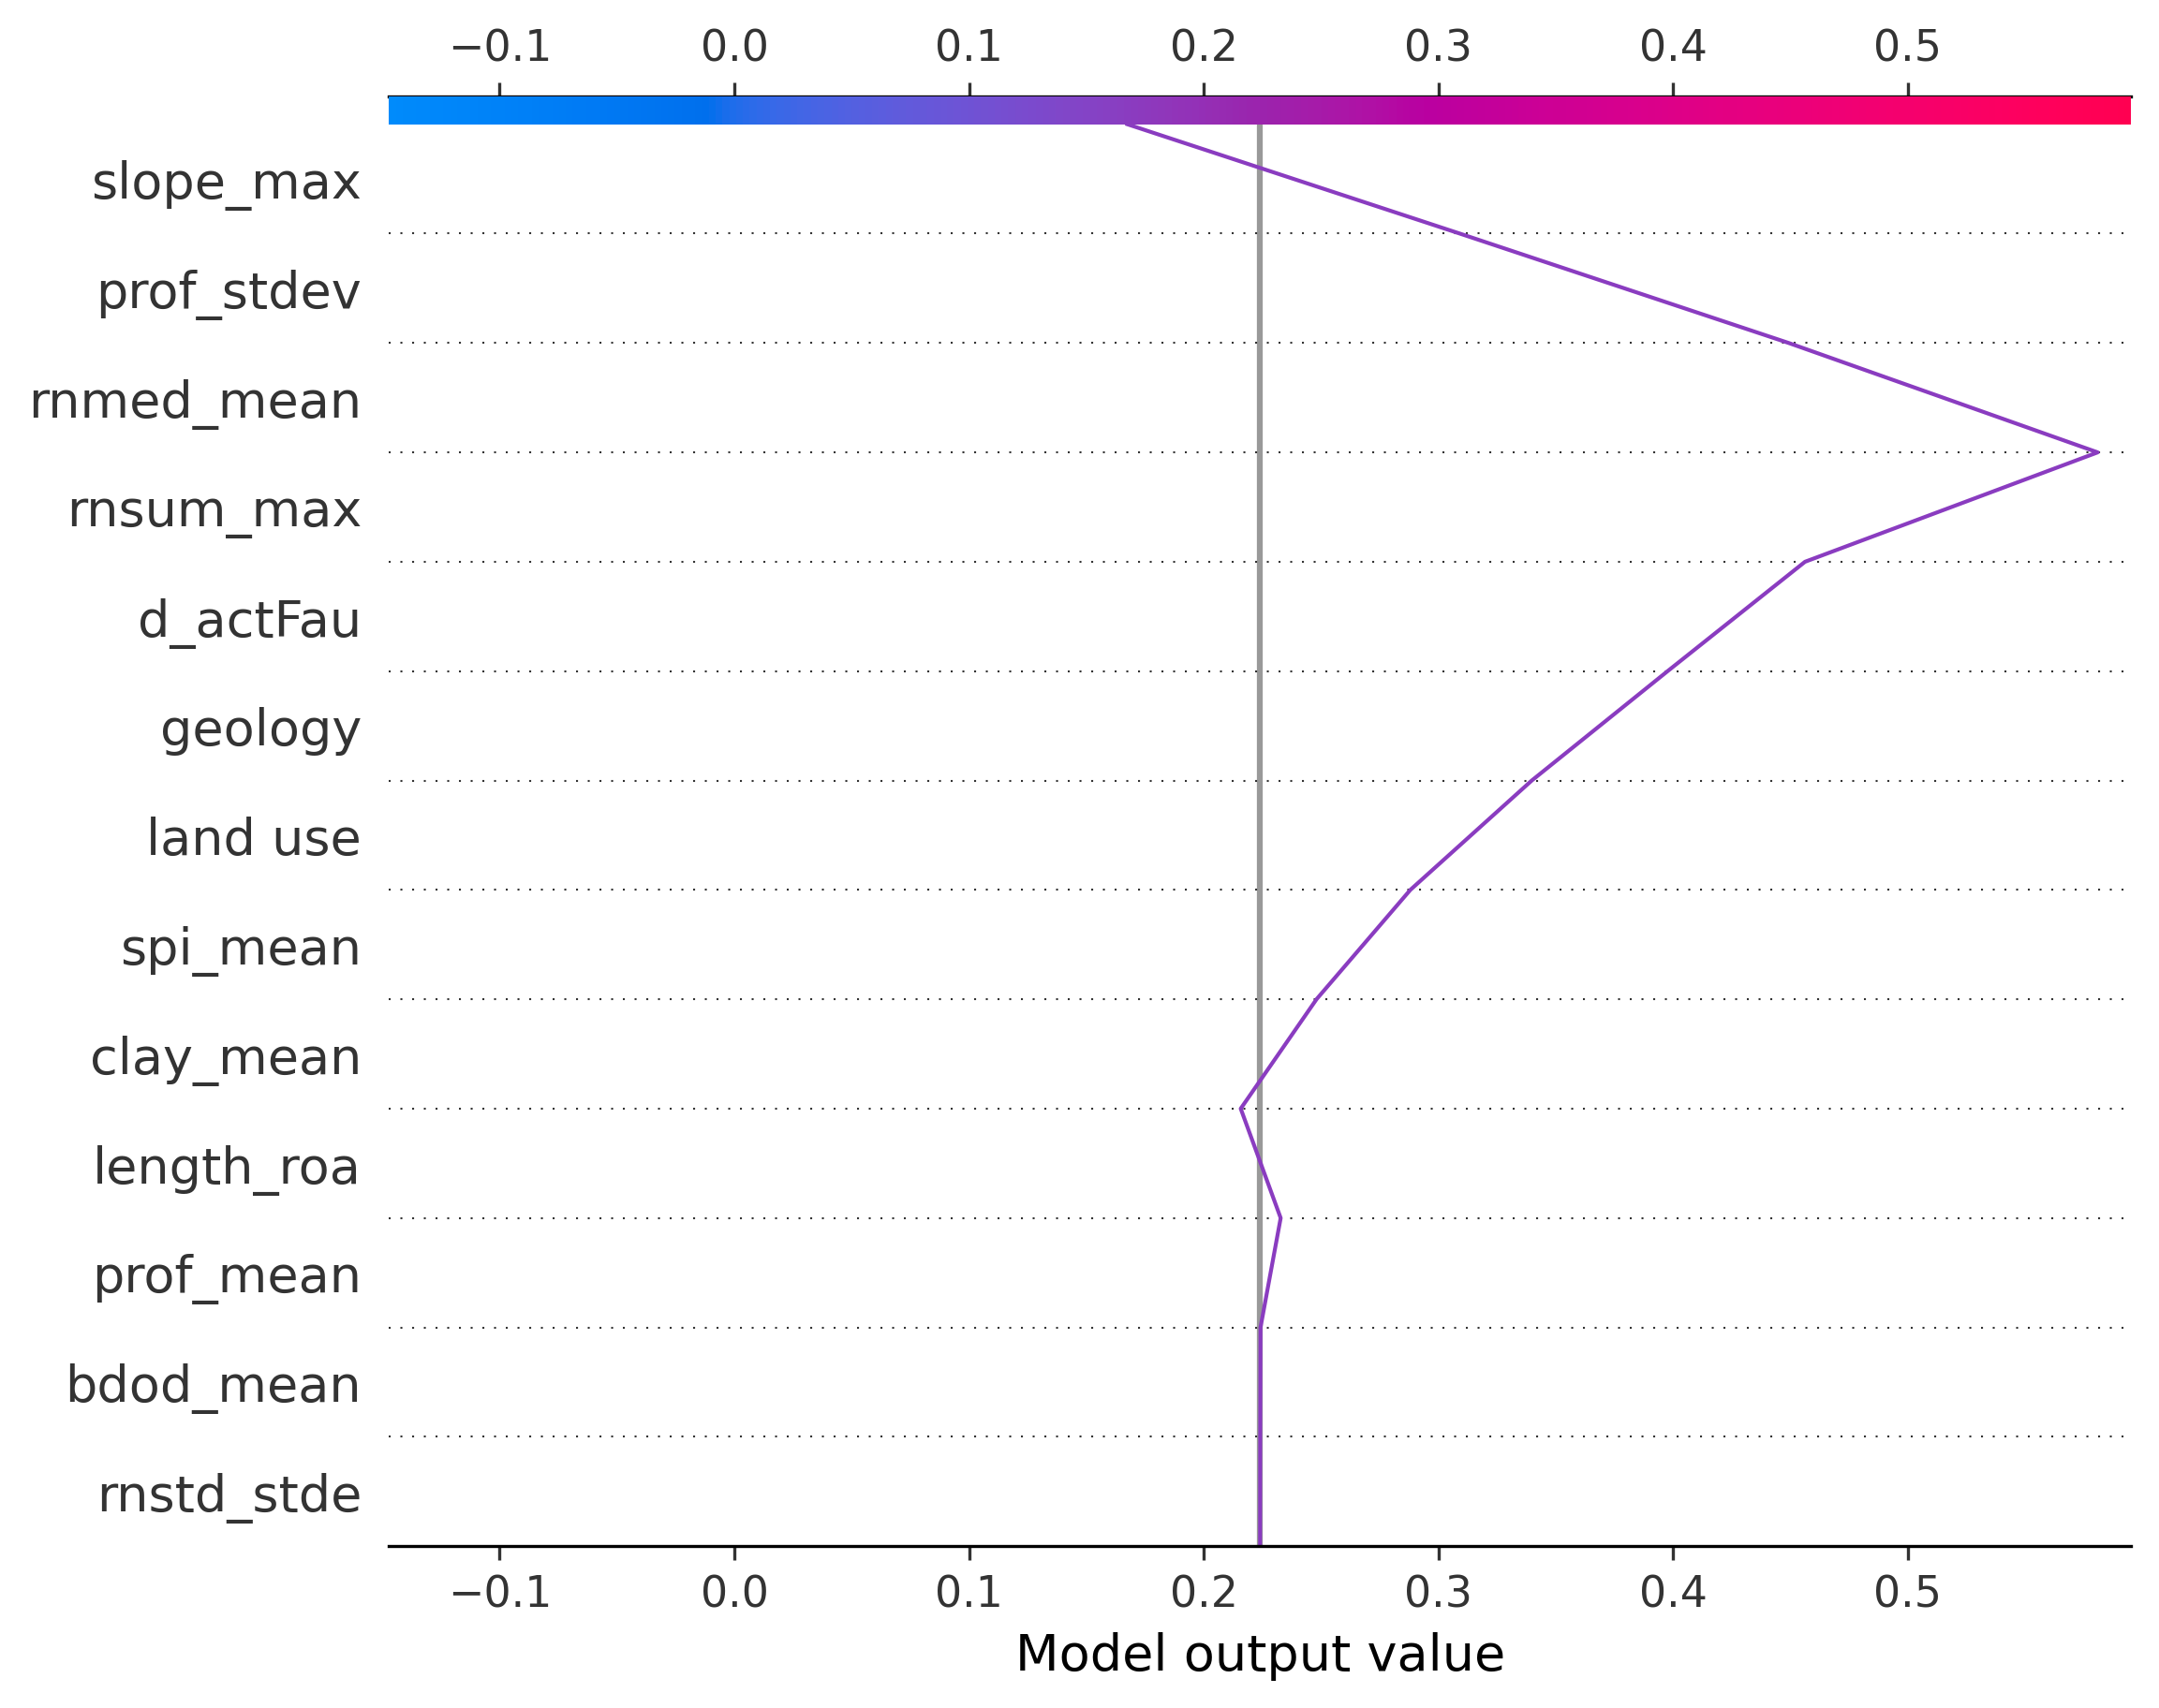 −0.1 0.0 0.1 0.2 0.3 0.4 0.5
slope_max
prof_stdev
rnmed_mean
rnsum_max
d_actFau
geology
land use
spi_mean
clay_mean
length_roa
prof_mean
bdod_mean
rnstd_stde
−0.1 0.0 0.1 0.2 0.3 0.4 0.5
Model output value